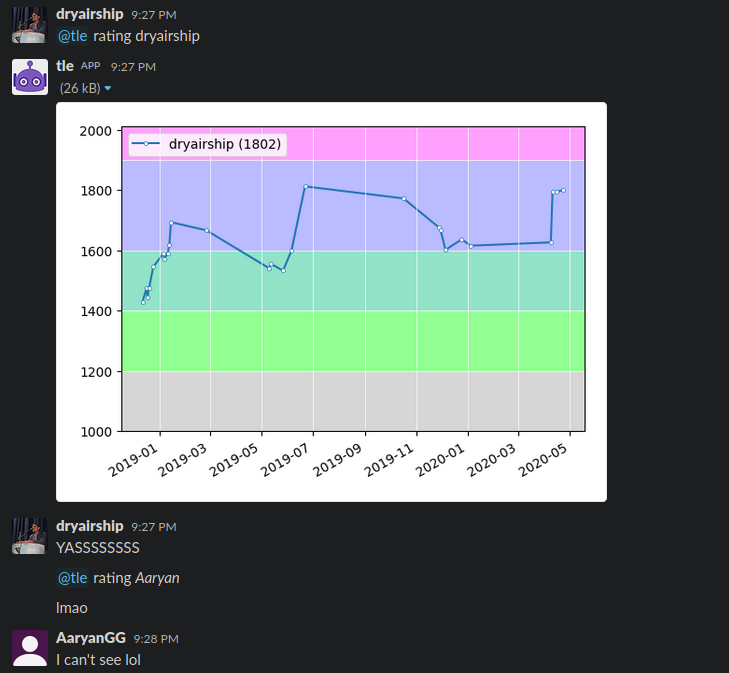 dryairship 9:27 PM
@tle rating dryairship
tle APP 9:27 PM
(26 kB)
dryairship (1802)
2000
1800
1600
1400
1200
1000
2019-01 2019-03 2019-05 2019-07 2019-09 2019-11 2020-01 2020-03 2020-05
dryairship 9:27 PM
YASSSSSSSS
@tle rating Aaryan
lmao
AaryanGG 9:28 PM
I can't see lol